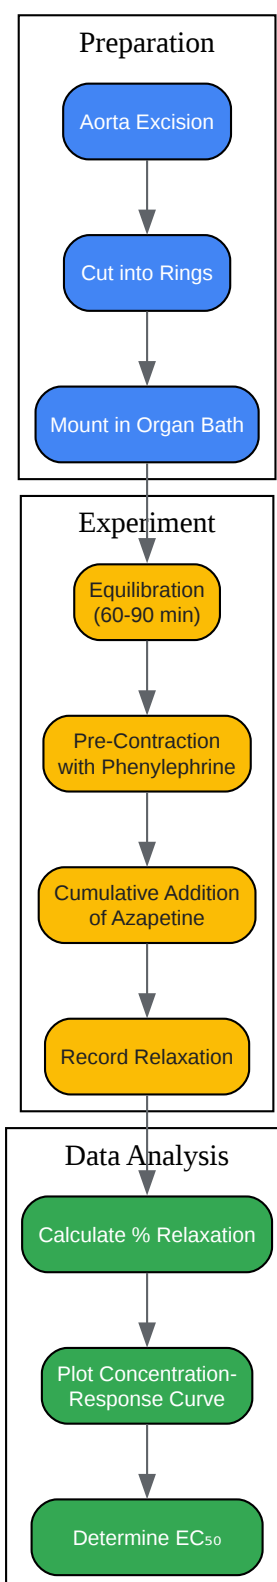 Preparation
Aorta Excision
Cut into Rings
Mount in Organ Bath
Experiment
Equilibration
(60-90 min)
Pre-Contraction
with Phenylephrine
Cumulative Addition
of Azapetine
Record Relaxation
Data Analysis
Calculate % Relaxation
Plot Concentration-
Response Curve
Determine EC₅₀